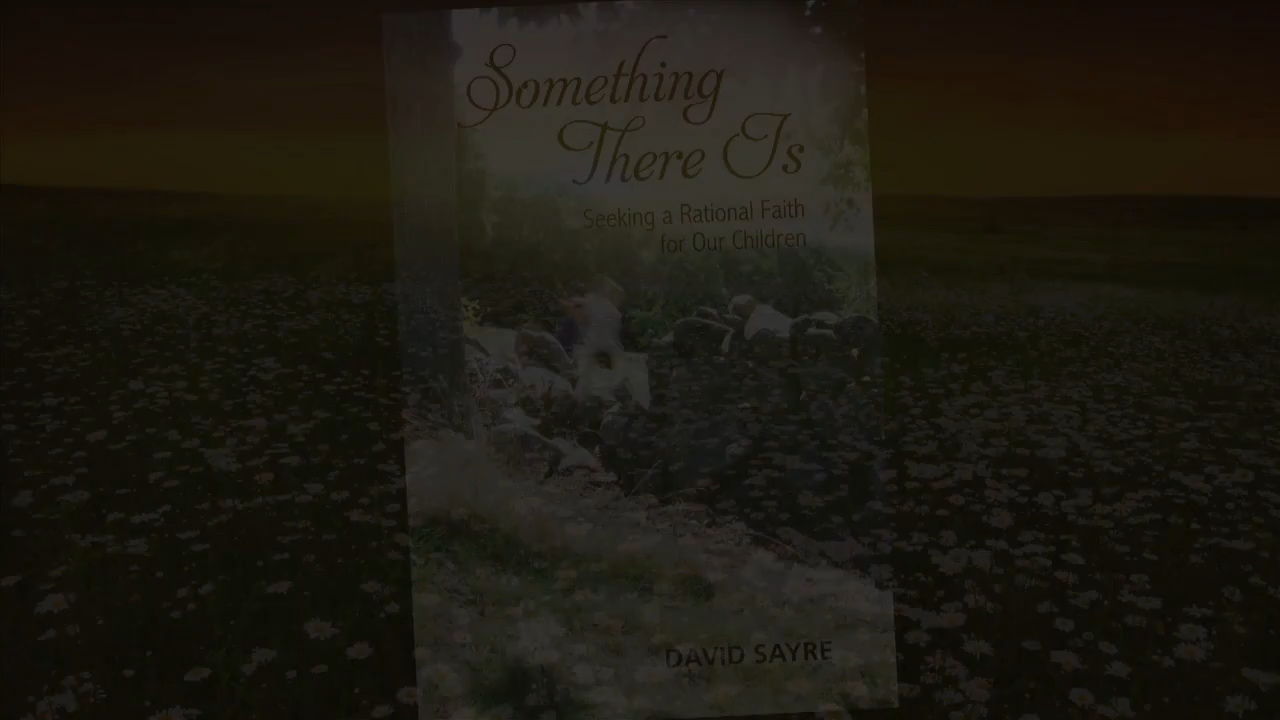 Something
There Is
Seeking a Rational Faith
for Our Children
DAVID SAYRE